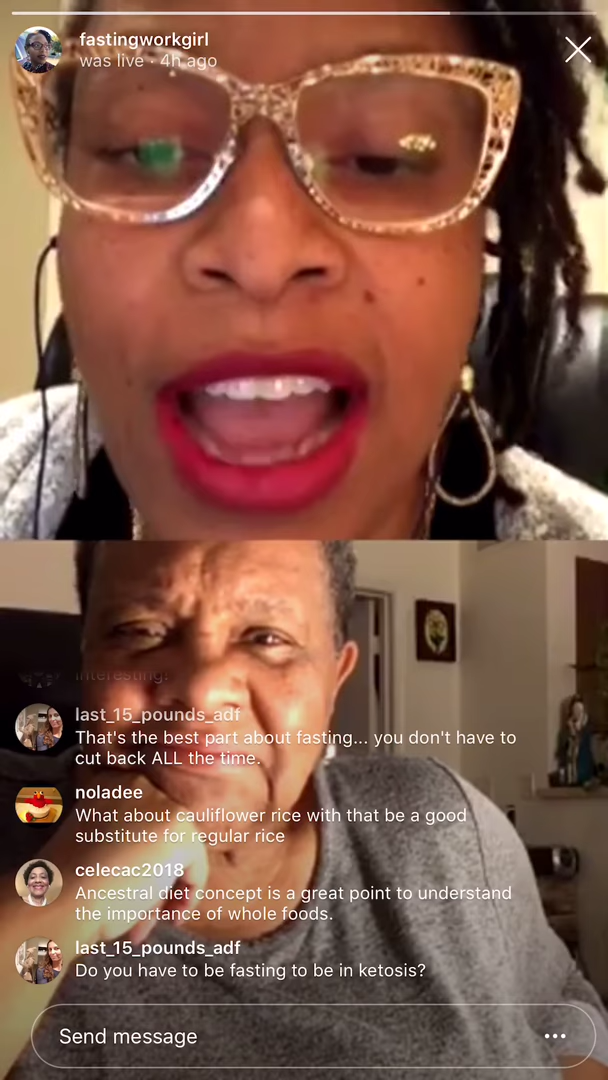 fastingworkgirl
was live · 4h ago
interesting!
last_15_pounds_adf
That's the best part about fasting... you don't have to
cut back ALL the time.
noladee
What about cauliflower rice with that be a good
substitute for regular rice
celecac2018
Ancestral diet concept is a great point to understand
the importance of whole foods.
last_15_pounds_adf
Do you have to be fasting to be in ketosis?
Send message